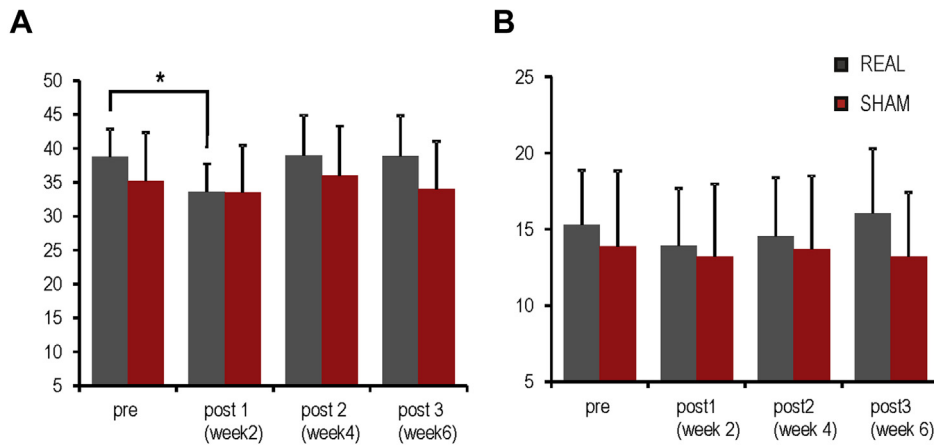 A
50
45
40
35
30
25
20
15
10
5
*
pre
post 1
(week2)
post 2
(week4)
post 3
(week6)
B
25
20
15
10
5
REAL
SHAM
pre
post1
(week 2)
post2
(week 4)
post3
(week 6)